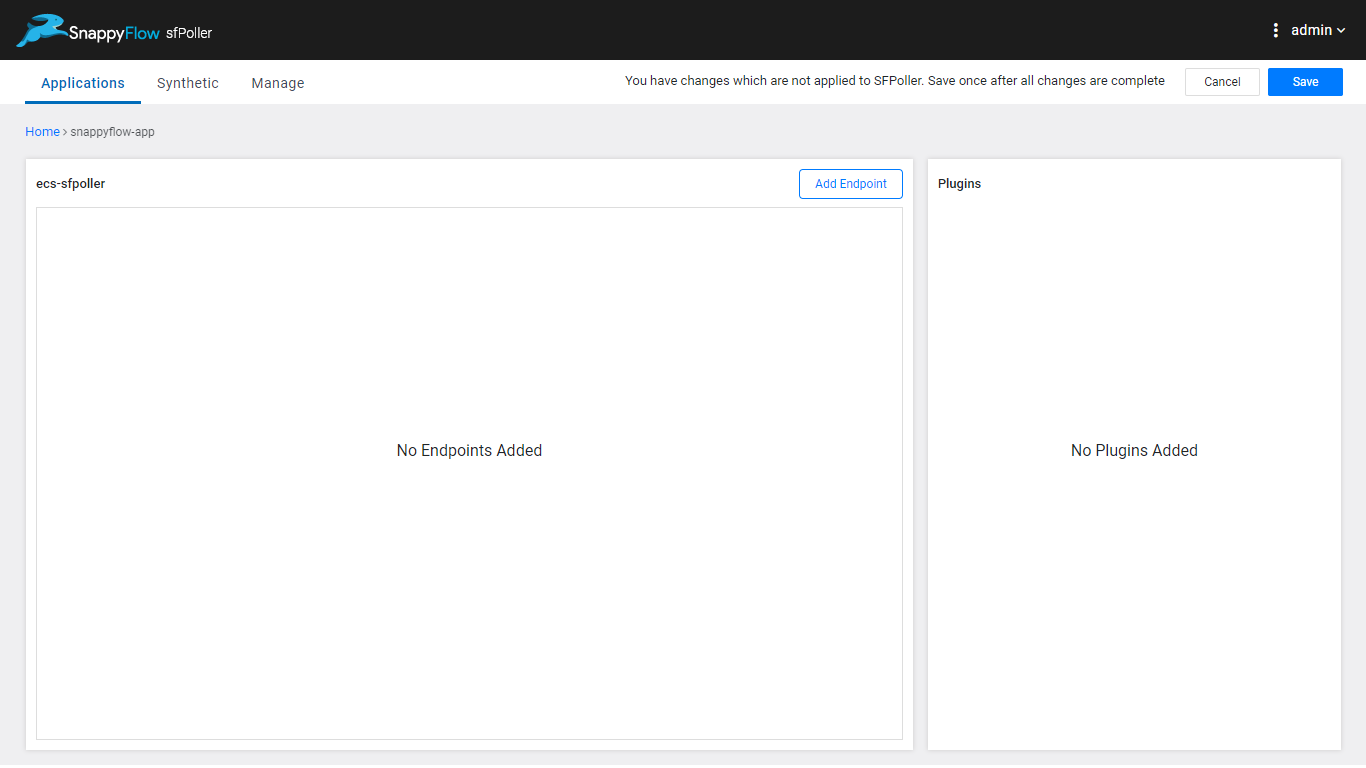 SnappyFlow sfPoller
admin
Applications Synthetic Manage You have changes which are not applied to SFPoller. Save once after all changes are complete Cancel Save
Home › snappyflow-app
ecs-sfpoller Add Endpoint
Plugins
No Endpoints Added
No Plugins Added